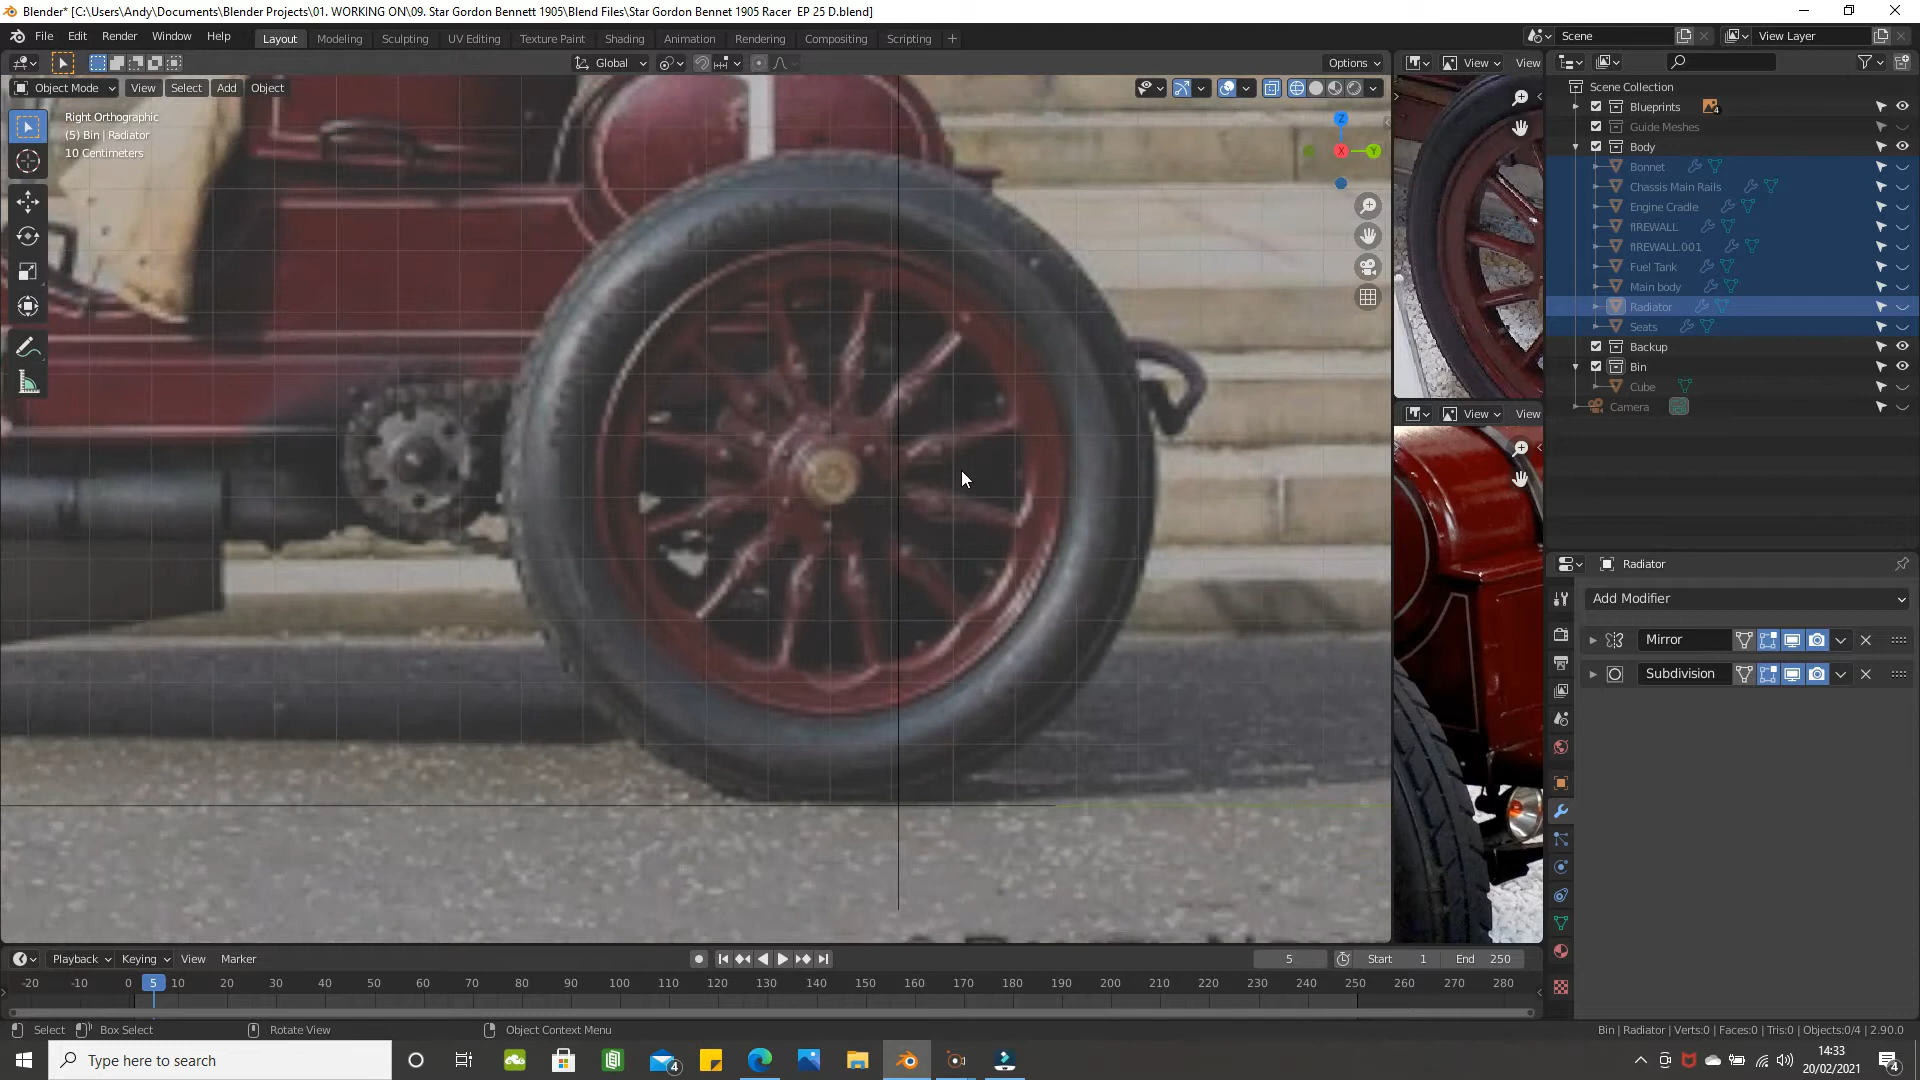 Blender* [C:\Users\Andy\Documents\Blender Projects\01. WORKING ON\09. Star Gordon Bennett 1905\Blend Files\Star Gordon Bennet 1905 Racer  EP 25 D.blend]
File Edit Render Window Help Layout Modeling Sculpting UV Editing Texture Paint Shading Animation Rendering Compositing Scripting + Scene View Layer
Global Options View View
Object Mode View Select Add Object
Right Orthographic
(5) Bin | Radiator
10 Centimeters
Z
X
Y
Scene Collection
Blueprints 4
Guide Meshes
Body
Bonnet
Chassis Main Rails
Engine Cradle
fIREWALL
fIREWALL.001
Fuel Tank
Main body
Radiator
Seats
Backup
Bin
Cube
Camera
View View
Radiator
Add Modifier
Mirror
Subdivision
Playback Keying View Marker 5 Start 1 End 250
-20 -10 0 5 10 20 30 40 50 60 70 80 90 100 110 120 130 140 150 160 170 180 190 200 210 220 230 240 250 260 270 280
Select Box Select Rotate View Object Context Menu Bin | Radiator | Verts:0 | Faces:0 | Tris:0 | Objects:0/4 | 2.90.0
Type here to search 4 14:33
20/02/2021 4